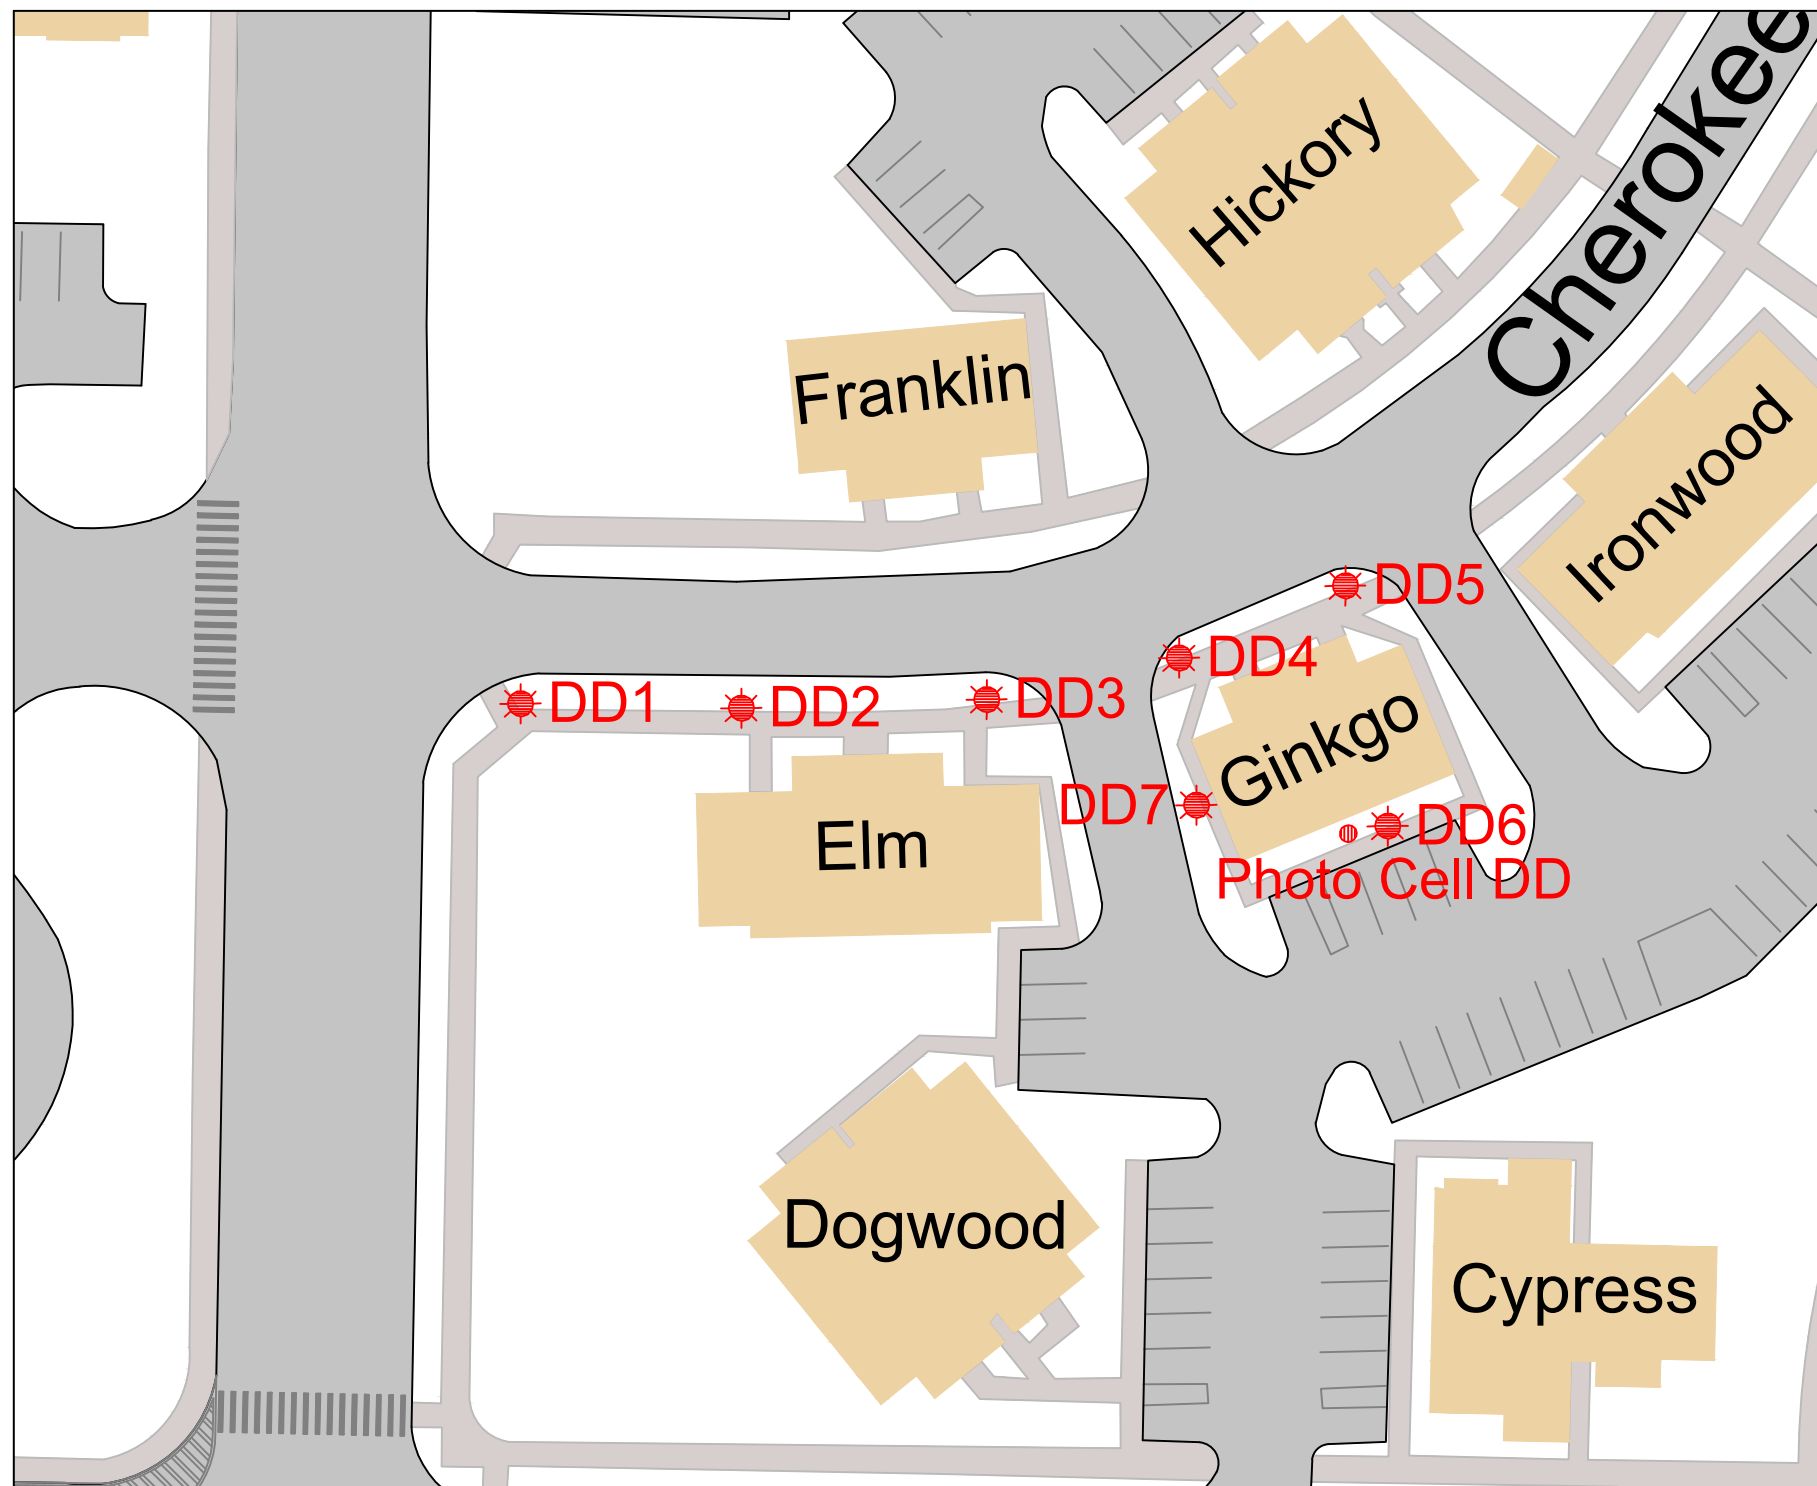 Cherokee
Hickory
Franklin
Ironwood
DD5
DD4
DD1
DD2
DD3
Ginkgo
DD7
DD6
Elm
Photo Cell DD
Dogwood
Cypress